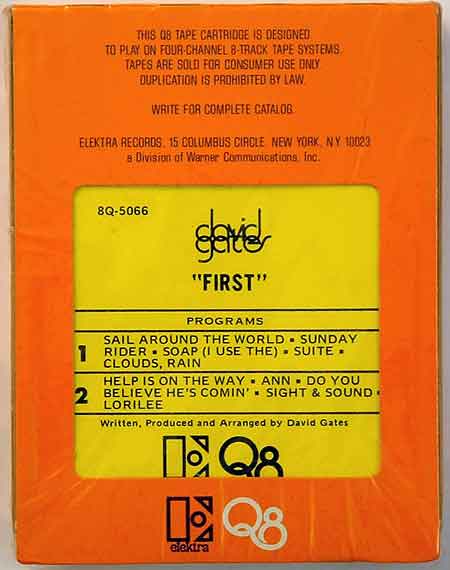 THIS Q8 TAPE CARTRIDGE IS DESIGNED
TO PLAY ON FOUR-CHANNEL 8-TRACK TAPE SYSTEMS.
TAPES ARE SOLD FOR CONSUMER USE ONLY
DUPLICATION IS PROHIBITED BY LAW.
WRITE FOR COMPLETE CATALOG.
ELEKTRA RECORDS, 15 COLUMBUS CIRCLE, NEW YORK, N.Y. 10023
a Division of Warner Communications, Inc.
8Q-5066
david
gates
"FIRST"
PROGRAMS
1 SAIL AROUND THE WORLD ▪ SUNDAY
RIDER ▪ SOAP (I USE THE) ▪ SUITE ▪
CLOUDS, RAIN
2 HELP IS ON THE WAY ▪ ANN ▪ DO YOU
BELIEVE HE'S COMIN' ▪ SIGHT & SOUND ▪
LORILEE
Written, Produced and Arranged by David Gates
Q8
elektra Q8